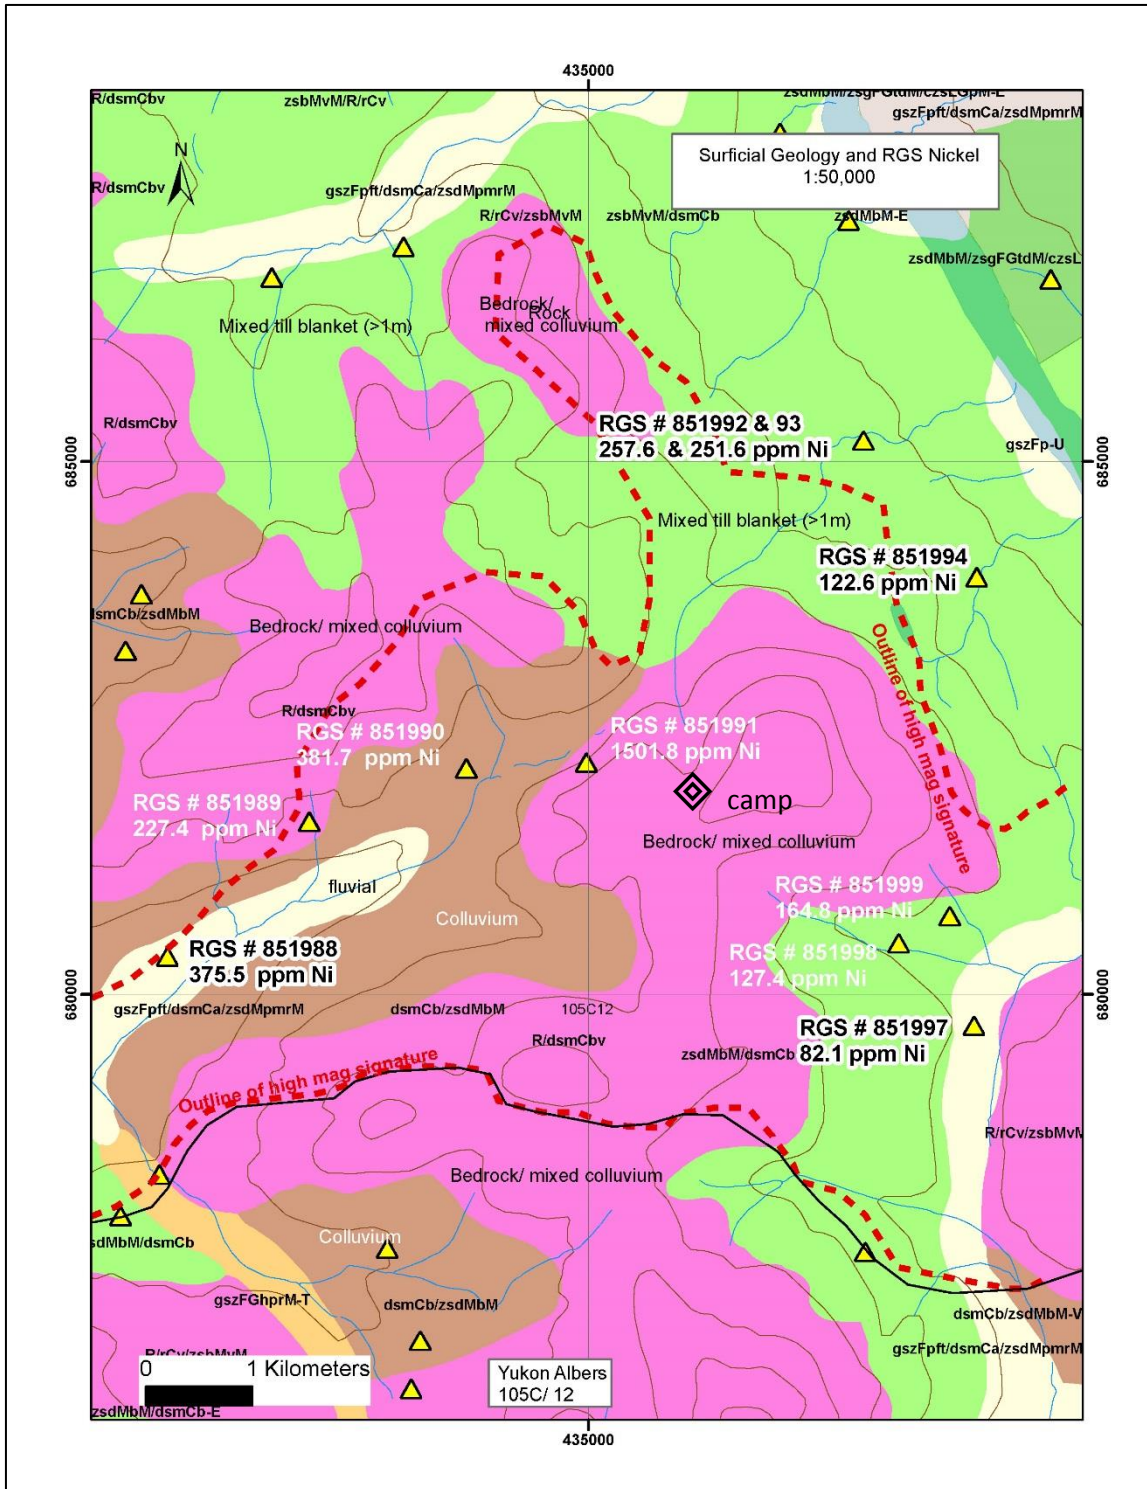 435000
R/dsmCbv
zsbMvM/R/rCv
zsdMbM/zsgFGtdM/czsLGpM-E
gszFpft/dsmCa/zsdMpmrM
Surficial Geology and RGS Nickel
1:50,000
N
R/dsmCbv
gszFpft/dsmCa/zsdMpmrM
R/rCv/zsbMvM
zsbMvM/dsmCb
zsdMbM-E
zsdMbM/zsgFGtdM/czsL
Bedrock/
mixed colluvium
Rock
Mixed till blanket (>1m)
R/dsmCbv
RGS # 851992 & 93
257.6 & 251.6 ppm Ni
gszFp-U
685000
685000
Mixed till blanket (>1m)
RGS # 851994
122.6 ppm Ni
dsmCb/zsdMbM
Bedrock/ mixed colluvium
Outline of high mag signature
R/dsmCbv
RGS # 851990
381.7 ppm Ni
RGS # 851991
1501.8 ppm Ni
camp
RGS # 851989
227.4 ppm Ni
Bedrock/ mixed colluvium
fluvial
RGS # 851999
164.8 ppm Ni
Colluvium
RGS # 851988
375.5 ppm Ni
RGS # 851998
127.4 ppm Ni
680000
680000
gszFpft/dsmCa/zsdMpmrM
dsmCb/zsdMbM
105C12
RGS # 851997
82.1 ppm Ni
R/dsmCbv
zsdMbM/dsmCb
Outline of high mag signature
R/rCv/zsbMvM
Bedrock/ mixed colluvium
Colluvium
sdMbM/dsmCb
gszFGhprM-T
dsmCb/zsdMbM
dsmCb/zsdMbM-V
gszFpft/dsmCa/zsdMpmrM
R/rCv/zsbMvM
0 1 Kilometers
Yukon Albers
105C/ 12
zsdMbM/dsmCb-E
435000